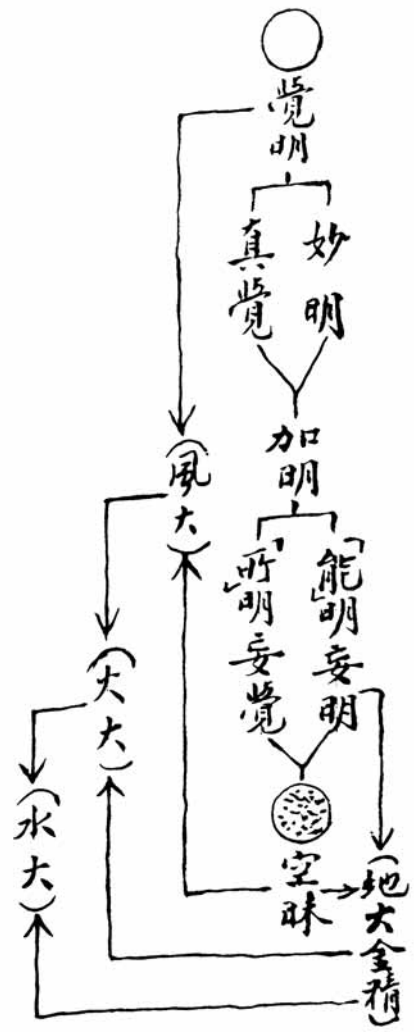 覺明
妙明
真覺
加明
「能」明妄明
「所」明妄覺
空昧
(風大)
(火大)
(水大)
(地大金精)